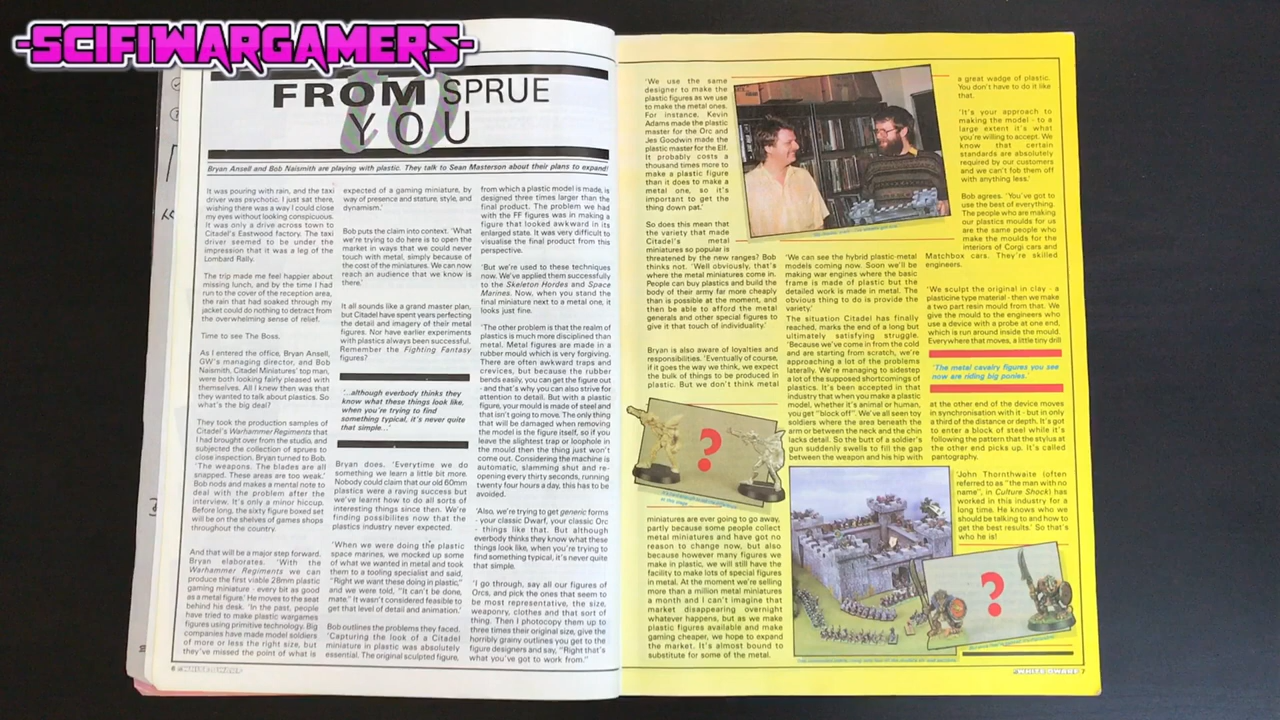 -SCIFIWARGAMERS-
FROM SPRUE
TO
YOU
Bryan Ansell and Bob Naismith are playing with plastic. They talk to Sean Masterson about their plans to expand!
It was pouring with rain, and the taxi
driver was psychotic. I just sat there,
wishing there was a way I could close
my eyes without looking conspicuous.
It was only a drive across town to
Citadel's Eastwood factory. The taxi
driver seemed to be under the
impression that it was a leg of the
Lombard Rally.
The trip made me feel happier about
missing lunch, and by the time I had
run to the cover of the reception area,
the rain that had soaked through my
jacket could do nothing to detract from
the overwhelming sense of relief.
Time to see The Boss.
As I entered the office, Bryan Ansell,
GW's managing director, and Bob
Naismith, Citadel Miniatures' top man,
were both looking fairly pleased with
themselves. All I knew then was that
they wanted to talk about plastics. So
what's the big deal?
They took the production samples of
Citadel's Warhammer Regiments that
I had brought over from the studio, and
subjected the collection of sprues to
close inspection. Bryan turned to Bob.
'The weapons. The blades are all
snapped. These areas are too weak.'
Bob nods and makes a mental note to
deal with the problem after the
interview. It's only a minor hiccup.
Before long, the sixty figure boxed set
will be on the shelves of games shops
throughout the country.
And that will be a major step forward.
Bryan elaborates. 'With the
Warhammer Regiments we can
produce the first viable 28mm plastic
gaming miniature - every bit as good
as a metal figure.' He moves to the seat
behind his desk. 'In the past, people
have tried to make plastic wargames
figures using primitive technology. Big
companies have made model soldiers
of more or less the right size, but
they've missed the point of what is
expected of a gaming miniature, by
way of presence and stature, style, and
dynamism.'
Bob puts the claim into context. 'What
we're trying to do here is to open the
market in ways that we could never
touch with metal, simply because of
the cost of the miniatures. We can now
reach an audience that we know is
there.'
It all sounds like a grand master plan,
but Citadel have spent years perfecting
the detail and imagery of their metal
figures. Nor have earlier experiments
with plastics always been successful.
Remember the Fighting Fantasy
figures?
'...although everbody thinks they
know what these things look like,
when you're trying to find
something typical, it's never quite
that simple...'
Bryan does. 'Everytime we do
something we learn a little bit more.
Nobody could claim that our old 60mm
plastics were a raving success but
we've learnt how to do all sorts of
interesting things since then. We're
finding possibilites now that the
plastics industry never expected.
'When we were doing the plastic
space marines, we mocked up some
of what we wanted in metal and took
them to a tooling specialist and said,
"Right we want these doing in plastic,"
and we were told, "It can't be done,
mate." It wasn't considered feasible to
get that level of detail and animation.'
Bob outlines the problems they faced.
'Capturing the look of a Citadel
miniature in plastic was absolutely
essential. The original sculpted figure,
from which a plastic model is made, is
designed three times larger than the
final product. The problem we had
with the FF figures was in making a
figure that looked awkward in its
enlarged state. It was very difficult to
visualise the final product from this
perspective.
'But we're used to these techniques
now. We've applied them successfully
to the Skeleton Hordes and Space
Marines. Now, when you stand the
final miniature next to a metal one, it
looks just fine.
'The other problem is that the realm of
plastics is much more disciplined than
metal. Metal figures are made in a
rubber mould which is very forgiving.
There are often awkward traps and
crevices, but because the rubber
bends easily, you can get the figure out
- and that's why you can also strive for
attention to detail. But with a plastic
figure, your mould is made of steel and
that isn't going to move. The only thing
that will be damaged when removing
the model is the figure itself, so if you
leave the slightest trap or loophole in
the mould then the thing just won't
come out. Considering the machine is
automatic, slamming shut and re-
opening every thirty seconds, running
twenty four hours a day, this has to be
avoided.
'Also, we're trying to get generic forms
- your classic Dwarf, your classic Orc
- things like that. But although
everbody thinks they know what these
things look like, when you're trying to
find something typical, it's never quite
that simple.
'I go through, say all our figures of
Orcs, and pick the ones that seem to
be most representative, the size,
weaponry, clothes and that sort of
thing. Then I photocopy them up to
three times their original size, give the
horribly grainy outlines you get to the
figure designers and say, "Right that's
what you've got to work from."
6 WHITE DWARF
'We use the same
designer to make the
plastic figures as we use
to make the metal ones.
For instance, Kevin
Adams made the plastic
master for the Orc and
Jes Goodwin made the
plastic master for the Elf.
It probably costs a
thousand times more to
make a plastic figure
than it does to make a
metal one, so it's
important to get the
thing down pat.'
So does this mean that
the variety that made
Citadel's metal
miniatures so popular is
threatened by the new ranges? Bob
thinks not. 'Well obviously, that's
where the metal miniatures come in.
People can buy plastics and build the
body of their army far more cheaply
than is possible at the moment, and
then be able to afford the metal
generals and other special figures to
give it that touch of individuality.'
Bryan is also aware of loyalties and
responsibilities. 'Eventually of course,
if it goes the way we think, we expect
the bulk of things to be produced in
plastic. But we don't think metal
?
miniatures are ever going to go away,
partly because some people collect
metal miniatures and have got no
reason to change now, but also
because however many figures we
make in plastic, we will still have the
facility to make lots of special figures
in metal. At the moment we're selling
more than a million metal miniatures
a month and I can't imagine that
market disappearing overnight
whatever happens, but as we make
plastic figures available and make
gaming cheaper, we hope to expand
the market. It's almost bound to
substitute for some of the metal.
'We can see the hybrid plastic-metal
models coming now. Soon we'll be
making war engines where the basic
frame is made of plastic but the
detailed work is made in metal. The
obvious thing to do is provide the
variety.'
The situation Citadel has finally
reached, marks the end of a long but
ultimately satisfying struggle.
'Because we've come in from the cold
and are starting from scratch, we're
approaching a lot of the problems
laterally. We're managing to sidestep
a lot of the supposed shortcomings of
plastics. It's been accepted in that
industry that when you make a plastic
model, whether it's animal or human,
you get "block off". We've all seen toy
soldiers where the area beneath the
arm or between the neck and the chin
lacks detail. So the butt of a soldier's
gun suddenly swells to fill the gap
between the weapon and his hip with
a great wadge of plastic.
You don't have to do it like
that.
'It's your approach to
making the model - to a
large extent it's what
you're willing to accept. We
know that certain
standards are absolutely
required by our customers
and we can't fob them off
with anything less.'
Bob agrees. 'You've got to
use the best of everything.
The people who are making
our plastics moulds for us
are the same people who
make the moulds for the
interiors of Corgi cars and
Matchbox cars. They're skilled
engineers.
'We sculpt the original in clay - a
plasticine type material - then we make
a two part resin mould from that. We
give the mould to the engineers who
use a device with a probe at one end,
which is run around inside the mould.
Everywhere that moves, a little tiny drill
'The metal cavalry figures you see
now are riding big ponies.'
at the other end of the device moves
in synchronisation with it - but in only
a third of the distance or depth. It's got
to enter a block of steel while it's
following the pattern that the stylus at
the other end picks up. It's called
pantography.
'John Thornthwaite (often
referred to as "the man with no
name", in Culture Shock) has
worked in this industry for a
long time. He knows who we
should be talking to and how to
get the best results.' So that's
who he is!
?
WHITE DWARF 7